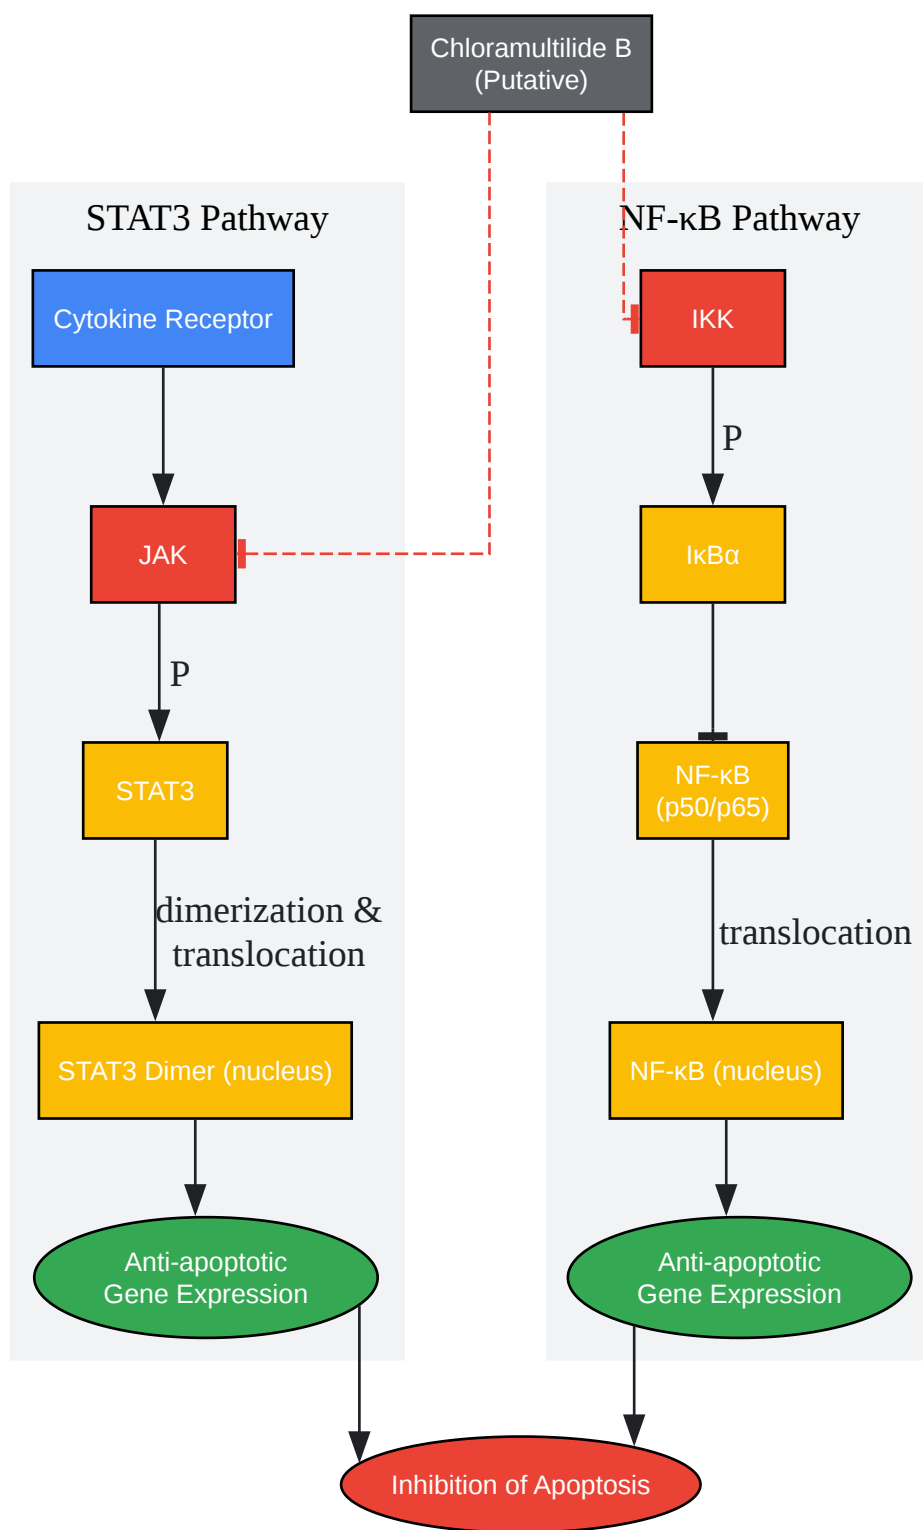 Chloramultilide B
(Putative)
STAT3 Pathway
Cytokine Receptor
JAK
P
STAT3
dimerization &
translocation
STAT3 Dimer (nucleus)
Anti-apoptotic
Gene Expression
NF-κB Pathway
IKK
P
IκBα
NF-κB
(p50/p65)
translocation
NF-κB (nucleus)
Anti-apoptotic
Gene Expression
Inhibition of Apoptosis